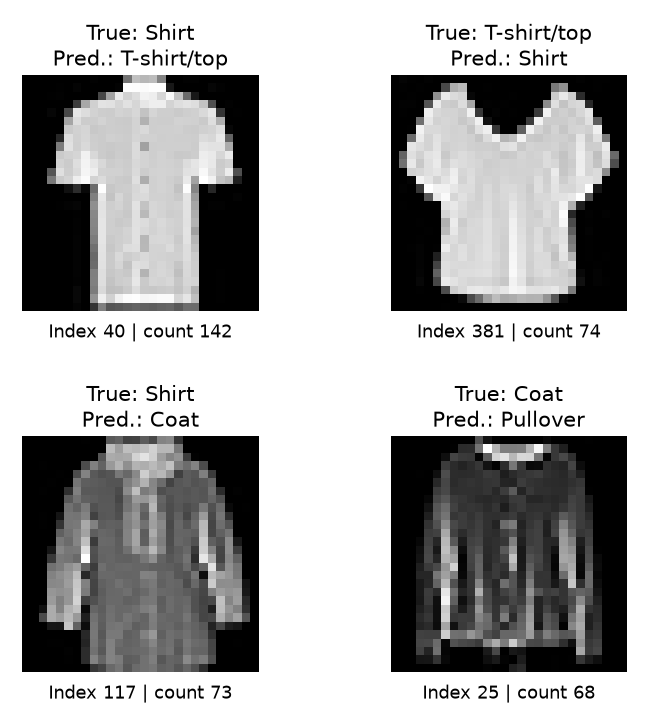 True: Shirt
Pred.: T-shirt/top
Index 40 | count 142
True: T-shirt/top
Pred.: Shirt
Index 381 | count 74
True: Shirt
Pred.: Coat
Index 117 | count 73
True: Coat
Pred.: Pullover
Index 25 | count 68